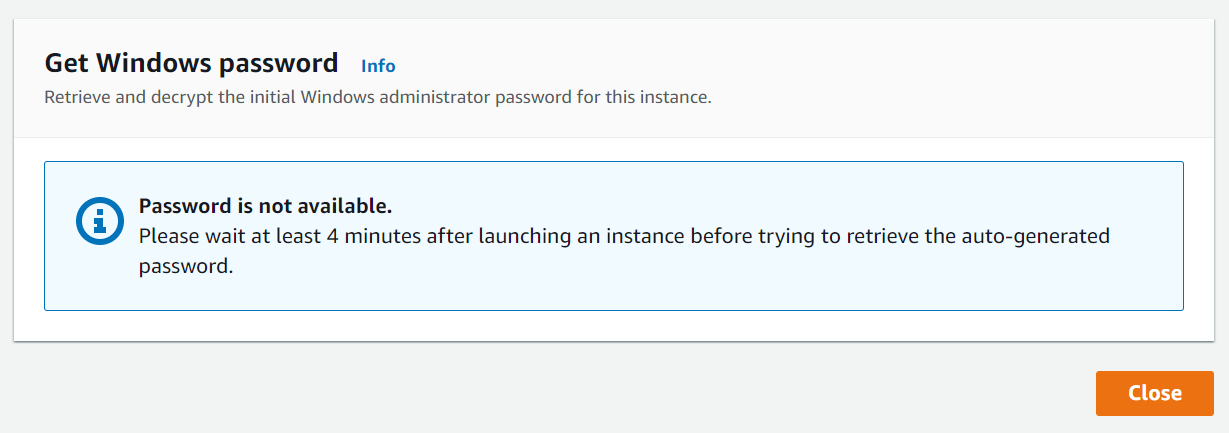 Get Windows password Info
Retrieve and decrypt the initial Windows administrator password for this instance.
Password is not available.
Please wait at least 4 minutes after launching an instance before trying to retrieve the auto-generated
password.
Close